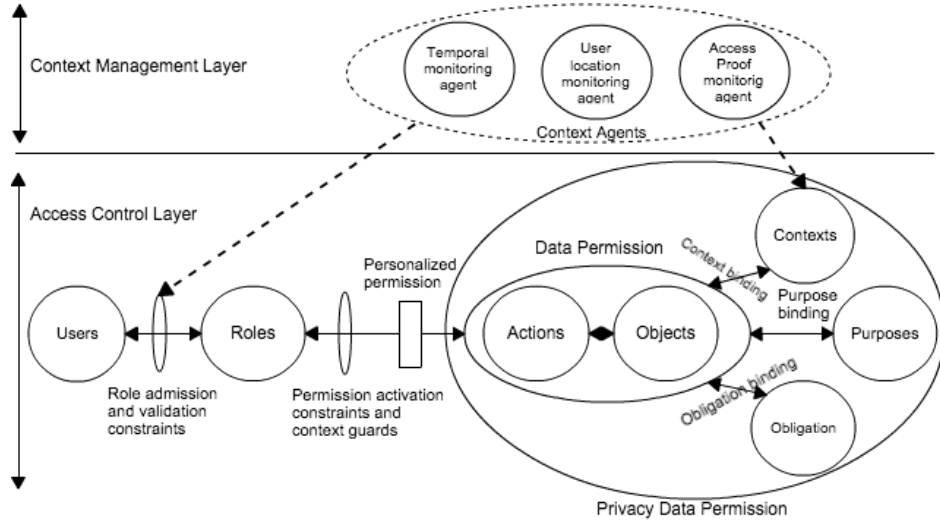 Context Management Layer
Temporal
monitoring
agent
User
location
monitoring
agent
Access
Proof
monitorig
agent
Context Agents
Access Control Layer
Contexts
Data Permission
Context binding
Personalized
permission
Purpose
binding
Users
Roles
Actions
Objects
Purposes
Role admission
and validation
constraints
Permission activation
constraints and
context guards
Obligation binding
Obligation
Privacy Data Permission